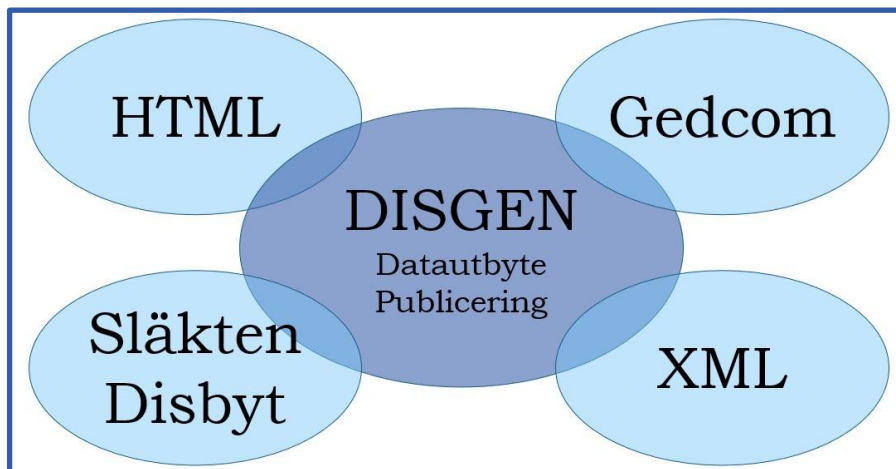 HTML
Gedcom
DISGEN
Datautbyte
Publicering
Släkten
Disbyt
XML